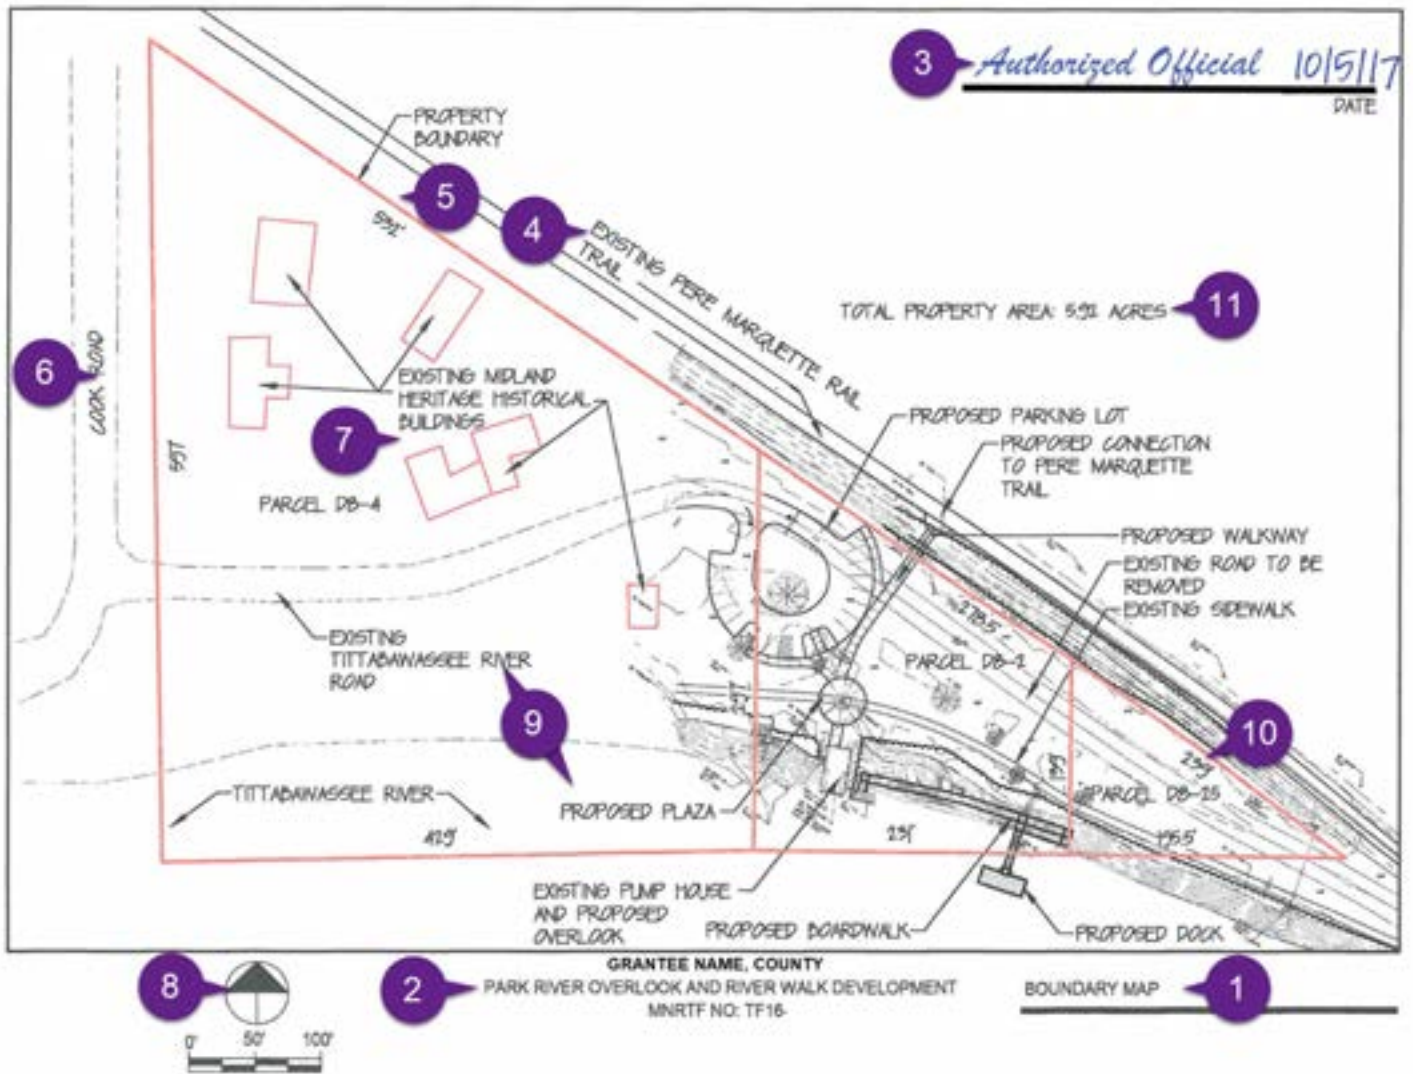 3
Authorized Official 10/5/17
DATE
PROPERTY
BOUNDARY
5
4
EXISTING PERE MARQUETTE RAIL
TRAIL
TOTAL PROPERTY AREA: 5.92 ACRES
11
6
COOK ROAD
EXISTING MIDLAND
HERITAGE HISTORICAL
BUILDINGS
7
PARCEL DB-4
PROPOSED PARKING LOT
PROPOSED CONNECTION
TO PERE MARQUETTE
TRAIL
PROPOSED WALKWAY
EXISTING ROAD TO BE
REMOVED
EXISTING SIDEWALK
278.5'
PARCEL DB-2
EXISTING
TITTABAWASSEE RIVER
ROAD
9
10
239'
PARCEL DB-25
TITTABAWASSEE RIVER
429'
PROPOSED PLAZA
231'
195.5'
EXISTING PUMP HOUSE
AND PROPOSED
OVERLOOK
PROPOSED BOARDWALK
PROPOSED DOCK
GRANTEE NAME, COUNTY
8
2
PARK RIVER OVERLOOK AND RIVER WALK DEVELOPMENT
BOUNDARY MAP
1
MNRTF NO: TF16-
0' 50' 100'